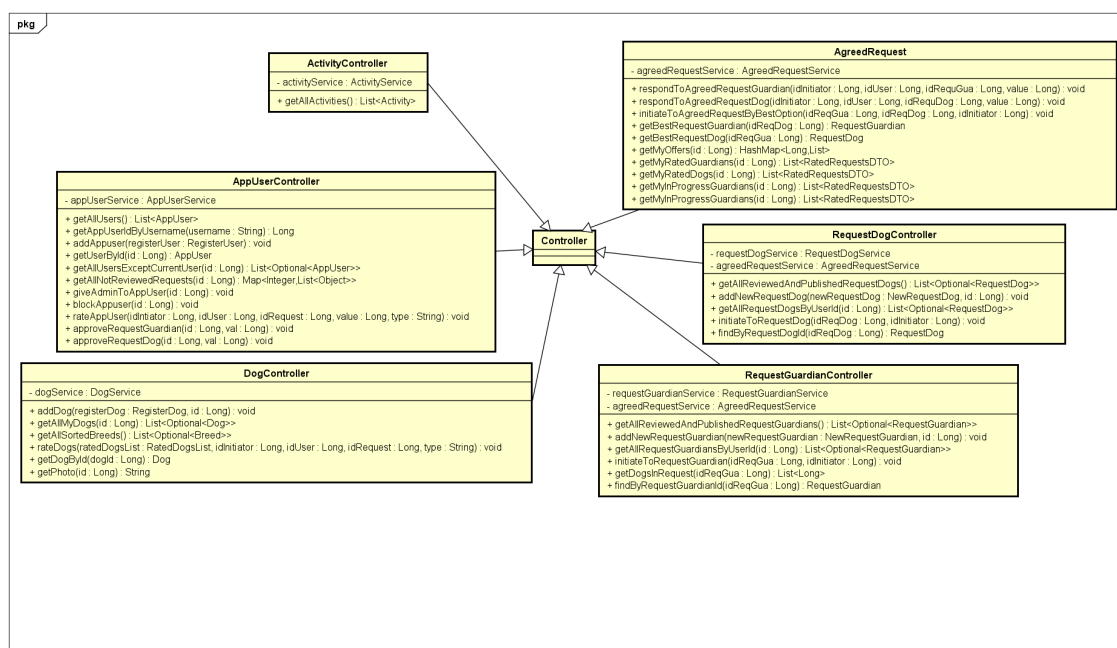 pkg
ActivityController
- activityService : ActivityService
+ getAllActivities() : List<Activity>
AgreedRequest
- agreedRequestService : AgreedRequestService
+ respondToAgreedRequestGuardian(idInitiator : Long, idUser : Long, idRequGua : Long, value : Long) : void
+ respondToAgreedRequestDog(idInitiator : Long, idUser : Long, idRequDog : Long, value : Long) : void
+ initiateToAgreedRequestByBestOption(idReqGua : Long, idReqDog : Long, idInitiator : Long) : void
+ getBestRequestGuardian(idReqDog : Long) : RequestGuardian
+ getBestRequestDog(idReqGua : Long) : RequestDog
+ getMyOffers(id : Long) : HashMap<Long,List>
+ getMyRatedGuardians(id : Long) : List<RatedRequestsDTO>
+ getMyRatedDogs(id : Long) : List<RatedRequestsDTO>
+ getMyInProgressGuardians(id : Long) : List<RatedRequestsDTO>
+ getMyInProgressGuardians(id : Long) : List<RatedRequestsDTO>
AppUserController
- appUserService : AppUserService
+ getAllUsers() : List<AppUser>
+ getAppUserIdByUsername(username : String) : Long
+ addAppuser(registerUser : RegisterUser) : void
+ getUserById(id : Long) : AppUser
+ getAllUsersExceptCurrentUser(id : Long) : List<Optional<AppUser>>
+ getAllNotReviewedRequests(id : Long) : Map<Integer,List<Object>>
+ giveAdminToAppUser(id : Long) : void
+ blockAppuser(id : Long) : void
+ rateAppUser(idIntiator : Long, idUser : Long, idRequest : Long, value : Long, type : String) : void
+ approveRequestGuardian(id : Long, val : Long) : void
+ approveRequestDog(id : Long, val : Long) : void
Controller
RequestDogController
- requestDogService : RequestDogService
- agreedRequestService : AgreedRequestService
+ getAllReviewedAndPublishedRequestDogs() : List<Optional<RequestDog>>
+ addNewRequestDog(newRequestDog : NewRequestDog, id : Long) : void
+ getAllRequestDogsByUserId(id : Long) : List<Optional<RequestDog>>
+ initiateToRequestDog(idReqDog : Long, idInitiator : Long) : void
+ findByRequestDogId(idReqDog : Long) : RequestDog
DogController
- dogService : DogService
+ addDog(registerDog : RegisterDog, id : Long) : void
+ getAllMyDogs(id : Long) : List<Optional<Dog>>
+ getAllSortedBreeds() : List<Optional<Breed>>
+ rateDogs(ratedDogsList : RatedDogsList, idInitiator : Long, idUser : Long, idRequest : Long, type : String) : void
+ getDogById(dogId : Long) : Dog
+ getPhoto(id : Long) : String
RequestGuardianController
- requestGuardianService : RequestGuardianService
- agreedRequestService : AgreedRequestService
+ getAllReviewedAndPublishedRequestGuardians() : List<Optional<RequestGuardian>>
+ addNewRequestGuardian(newRequestGuardian : NewRequestGuardian, id : Long) : void
+ getAllRequestGuardiansByUserId(id : Long) : List<Optional<RequestGuardian>>
+ initiateToRequestGuardian(idReqGua : Long, idInitiator : Long) : void
+ getDogsInRequest(idReqGua : Long) : List<Long>
+ findByRequestGuardianId(idReqGua : Long) : RequestGuardian